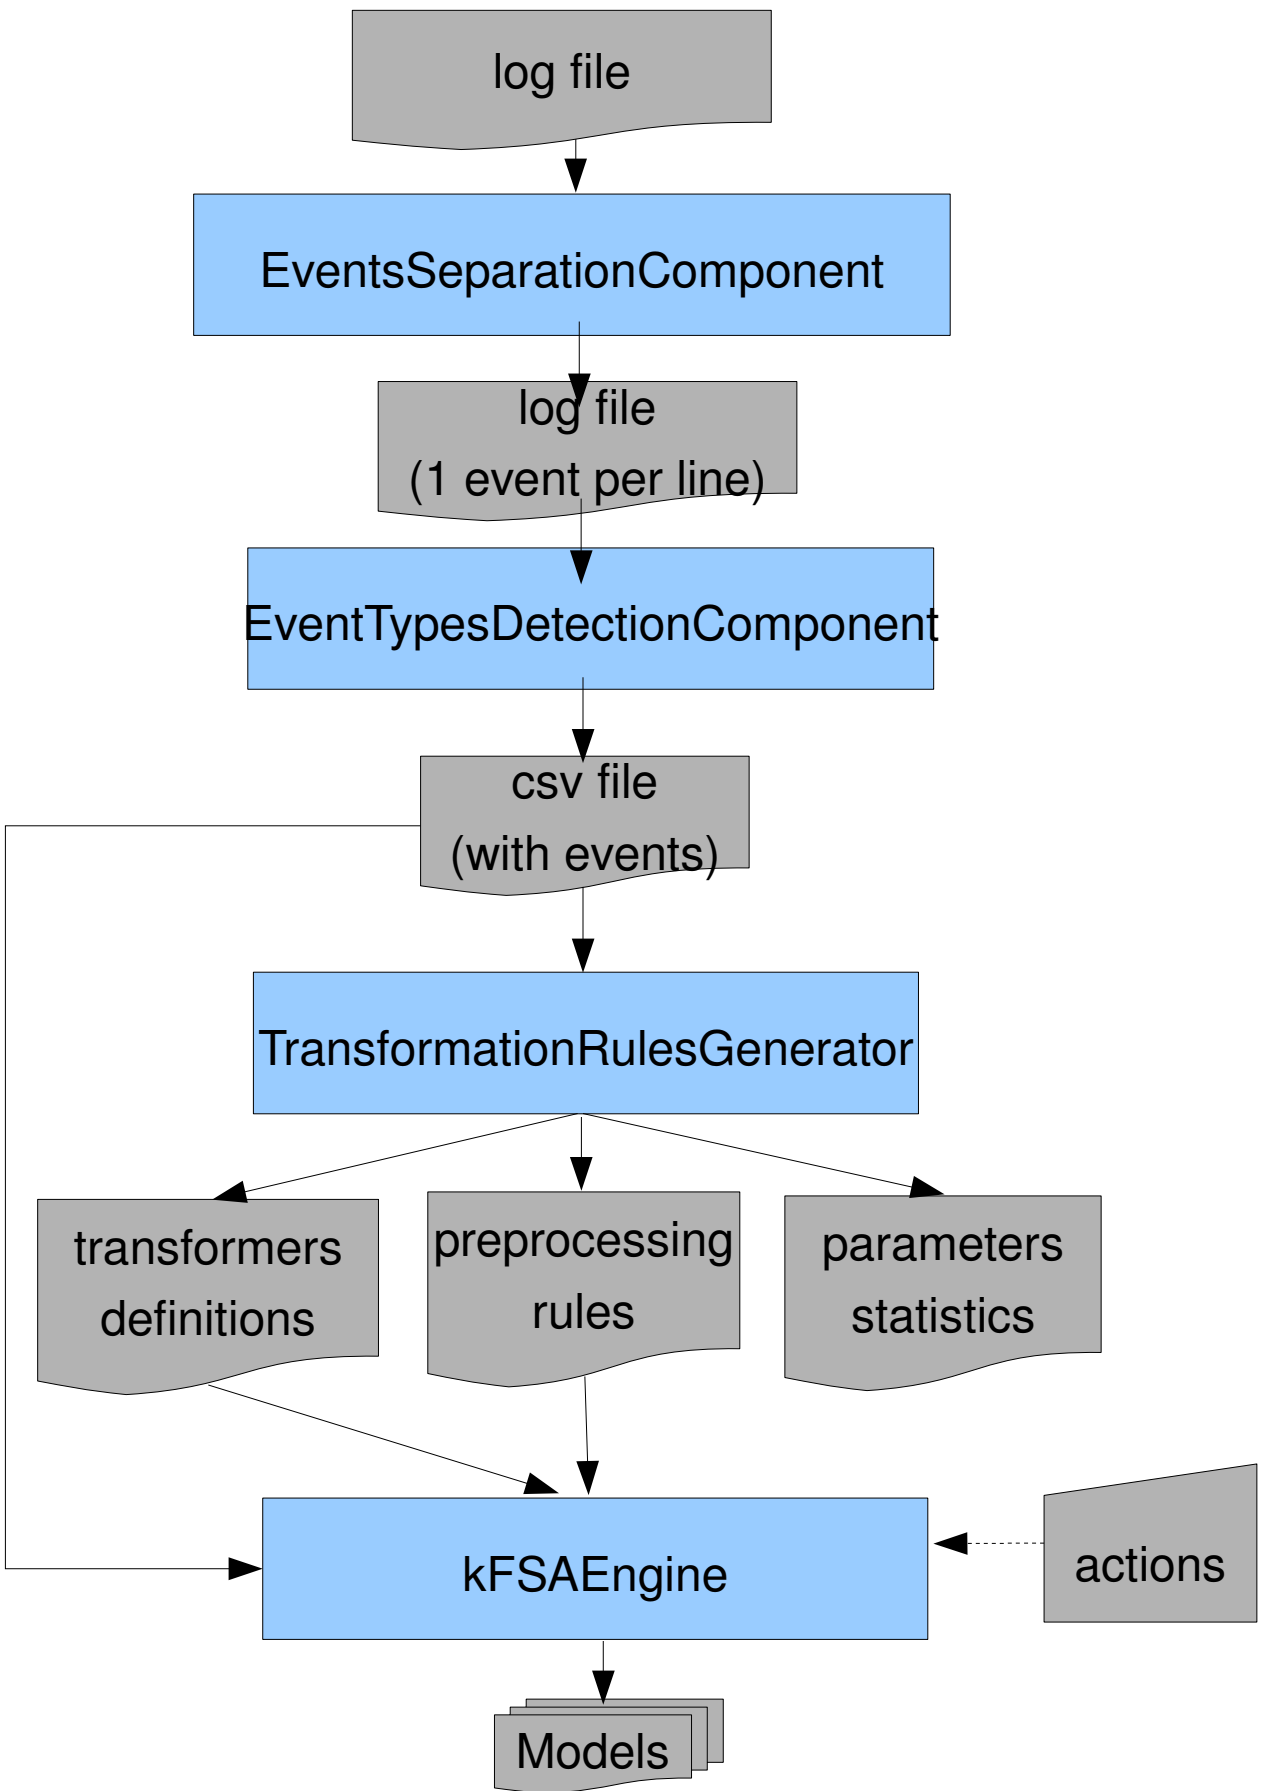 log file
EventsSeparationComponent
log file
(1 event per line)
EventTypesDetectionComponent
csv file
(with events)
TransformationRulesGenerator
transformers
definitions
preprocessing
rules
parameters
statistics
kFSAEngine
actions
Models